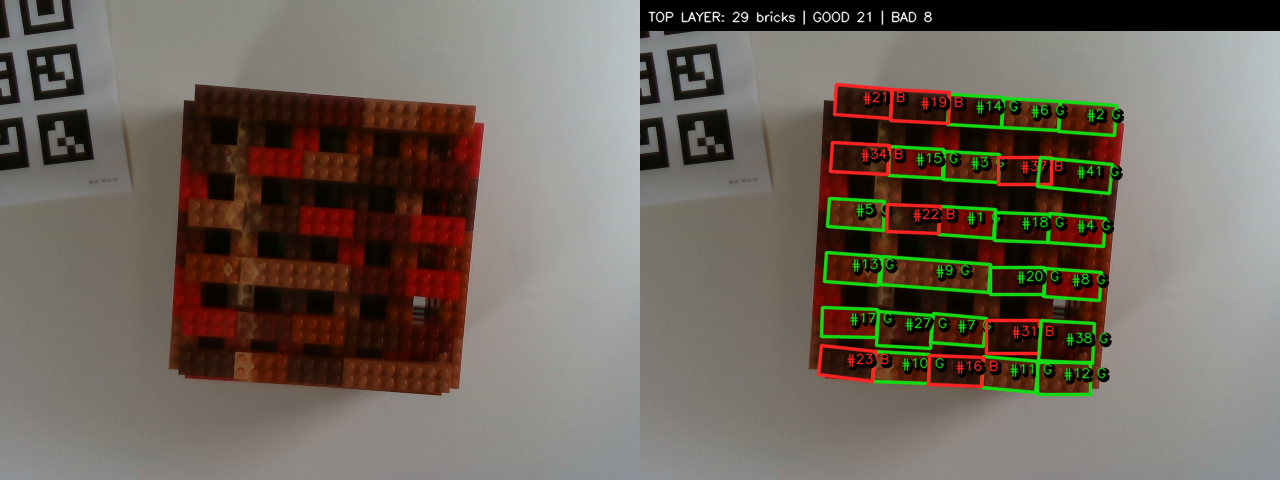 TOP LAYER: 29 bricks | GOOD 21 | BAD 8
#21 B #19 B #14 G #6 G #2 G
#34 B #15 G #3 G #37 B #41 G
#5 G #22 B #1 G #18 G #4 G
#13 G #9 G #20 G #8 G
#17 G #27 G #7 G #31 B #38 G
#23 B #10 G #16 B #11 G #12 G